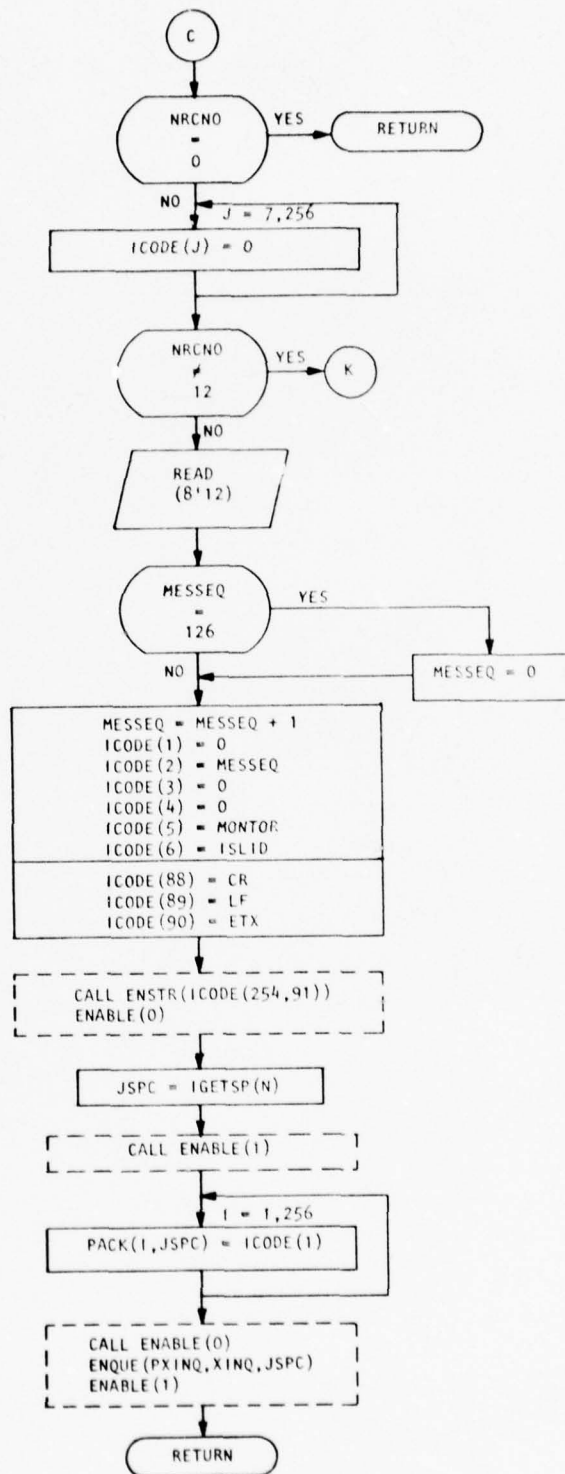 C
NRCNO
=
0
YES
RETURN
NO
J = 7,256
ICODE(J) = 0
NRCNO
≠
12
YES
K
NO
READ
(8'12)
MESSEQ
=
126
YES
NO
MESSEQ = 0
MESSEQ = MESSEQ + 1
ICODE(1) = 0
ICODE(2) = MESSEQ
ICODE(3) = 0
ICODE(4) = 0
ICODE(5) = MONTOR
ICODE(6) = ISLID
ICODE(88) = CR
ICODE(89) = LF
ICODE(90) = ETX
CALL ENSTR(ICODE(254,91))
ENABLE(0)
JSPC = IGETSP(N)
CALL ENABLE(1)
I = 1,256
PACK(I,JSPC) = ICODE(I)
CALL ENABLE(0)
ENQUE(PXINQ,XINQ,JSPC)
ENABLE(1)
RETURN